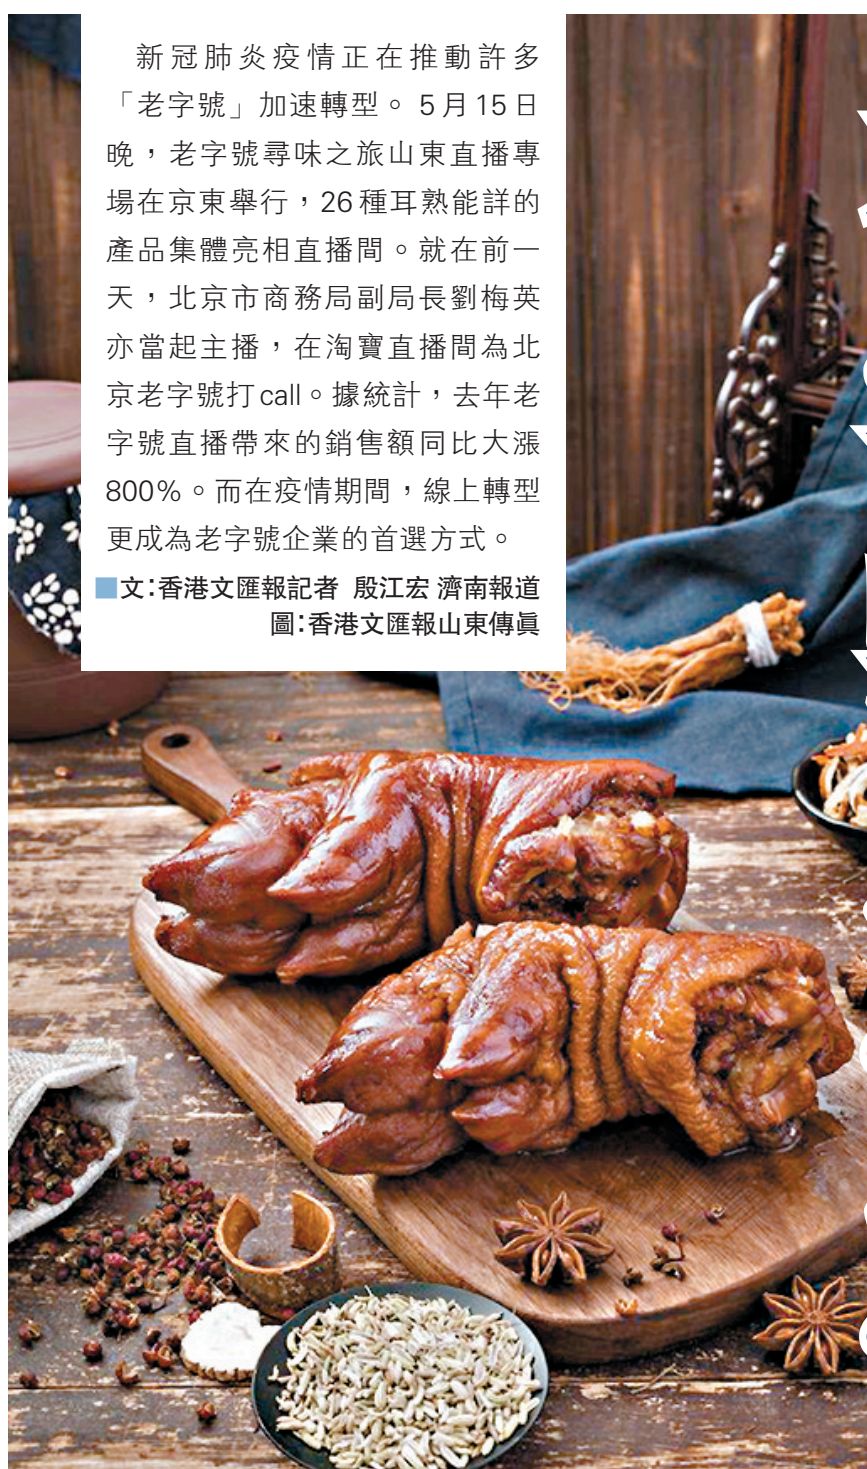 新冠肺炎疫情正在推動許多
「老字號」加速轉型。5月15日
晚，老字號尋味之旅山東直播專
場在京東舉行，26種耳熟能詳的
產品集體亮相直播間。就在前一
天，北京市商務局副局長劉梅英
亦當起主播，在淘寶直播間為北
京老字號打call。據統計，去年老
字號直播帶來的銷售額同比大漲
800%。而在疫情期間，線上轉型
更成為老字號企業的首選方式。
■文：香港文匯報記者 殷江宏 濟南報道
圖：香港文匯報山東傳真